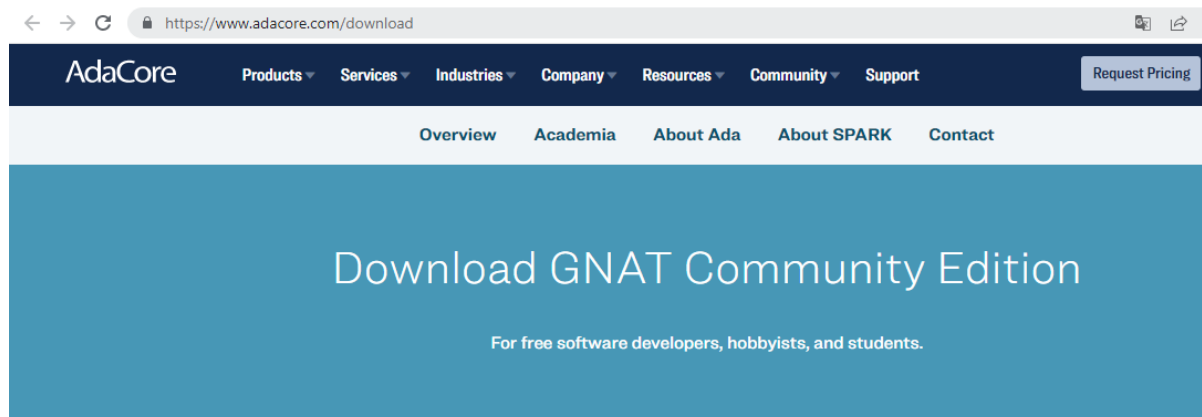 https://www.adacore.com/download
AdaCore Products Services Industries Company Resources Community Support Request Pricing
Overview Academia About Ada About SPARK Contact
Download GNAT Community Edition
For free software developers, hobbyists, and students.